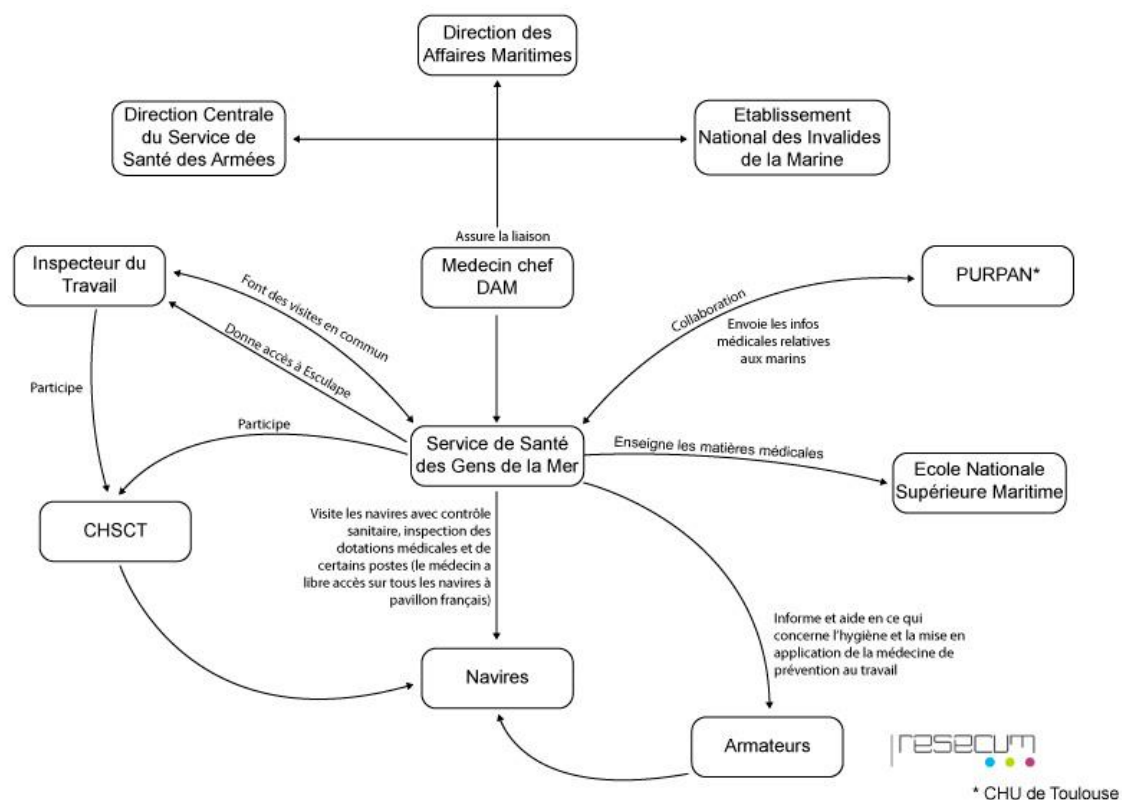 Direction des
Affaires Maritimes
Direction Centrale
du Service de
Santé des Armées
Etablissement
National des Invalides
de la Marine
Assure la liaison
Medecin chef
DAM
Inspecteur du
Travail
PURPAN*
Font des visites en commun
Donne accès à Esculape
Collaboration
Envoie les infos
médicales relatives
aux marins
Participe
Participe
Service de Santé
des Gens de la Mer
Enseigne les matières médicales
Ecole Nationale
Supérieure Maritime
CHSCT
Visite les navires avec contrôle
sanitaire, inspection des
dotations médicales et de
certains postes (le médecin a
libre accès sur tous les navires à
pavillon français)
Informe et aide en ce qui
concerne l'hygiène et la mise en
application de la médecine de
prévention au travail
Navires
Armateurs
resecum
* CHU de Toulouse